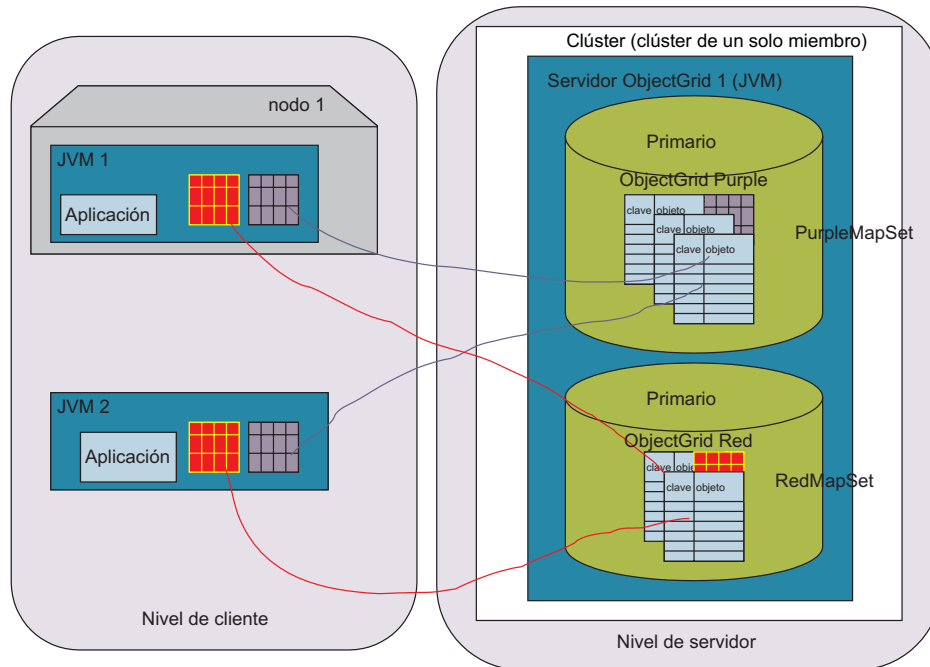 nodo 1
JVM 1
Aplicación
JVM 2
Aplicación
Nivel de cliente
Clúster (clúster de un solo miembro)
Servidor ObjectGrid 1 (JVM)
Primario
ObjectGrid Purple
clave objeto
clave objeto
clave objeto
PurpleMapSet
Primario
ObjectGrid Red
clave obje
clave objeto
RedMapSet
Nivel de servidor